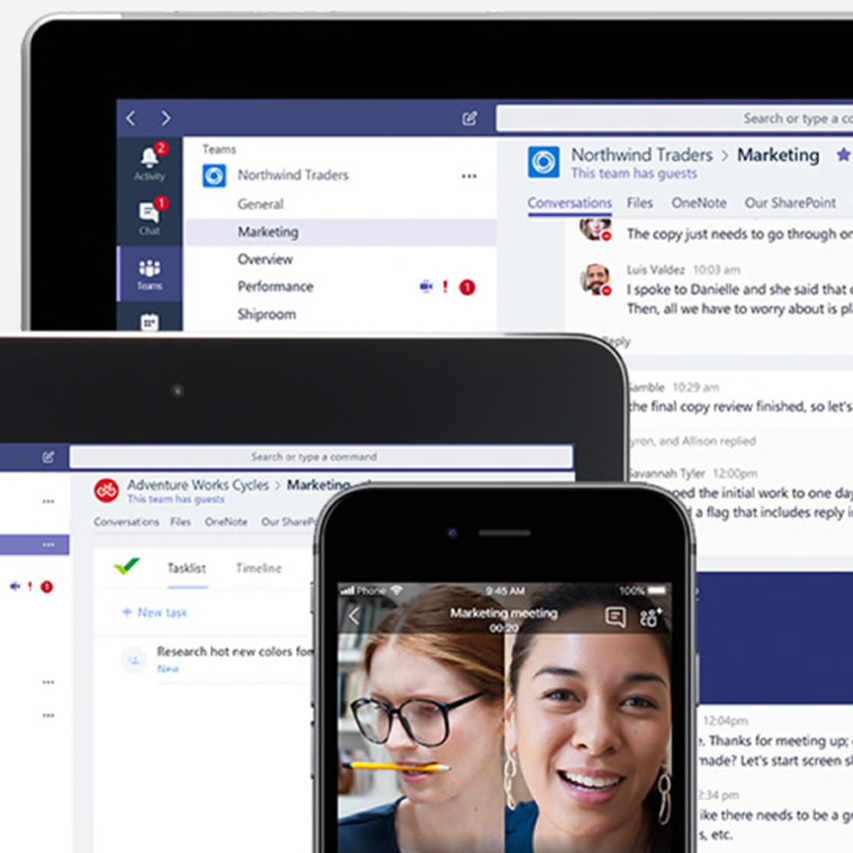 Search or type a co
2
Activity
1
Chat
Teams
Teams
Northwind Traders
General
Marketing
Overview
Performance
! 1
Shiproom
Northwind Traders > Marketing
This team has guests
Conversations Files OneNote Our SharePoint
The copy just needs to go through on
Luis Valdez 10:03 am
I spoke to Danielle and she said that
Then, all we have to worry about is pl
Reply
amble 10:29 am
the final copy review finished, so let's
yron, and Allison replied
Savannah Tyler 12:00pm
ped the initial work to one day
d a flag that includes reply i
12:04pm
. Thanks for meeting up;
made? Let's start screen s
2:34 pm
like there needs to be a gr
s, etc.
Search or type a command
! 1
Adventure Works Cycles > Marketing
This team has guests
Conversations Files OneNote Our SharePo
Tasklist Timeline
+ New task
Research hot new colors for
New
Phone 9:45 AM 100%
Marketing meeting
00:20